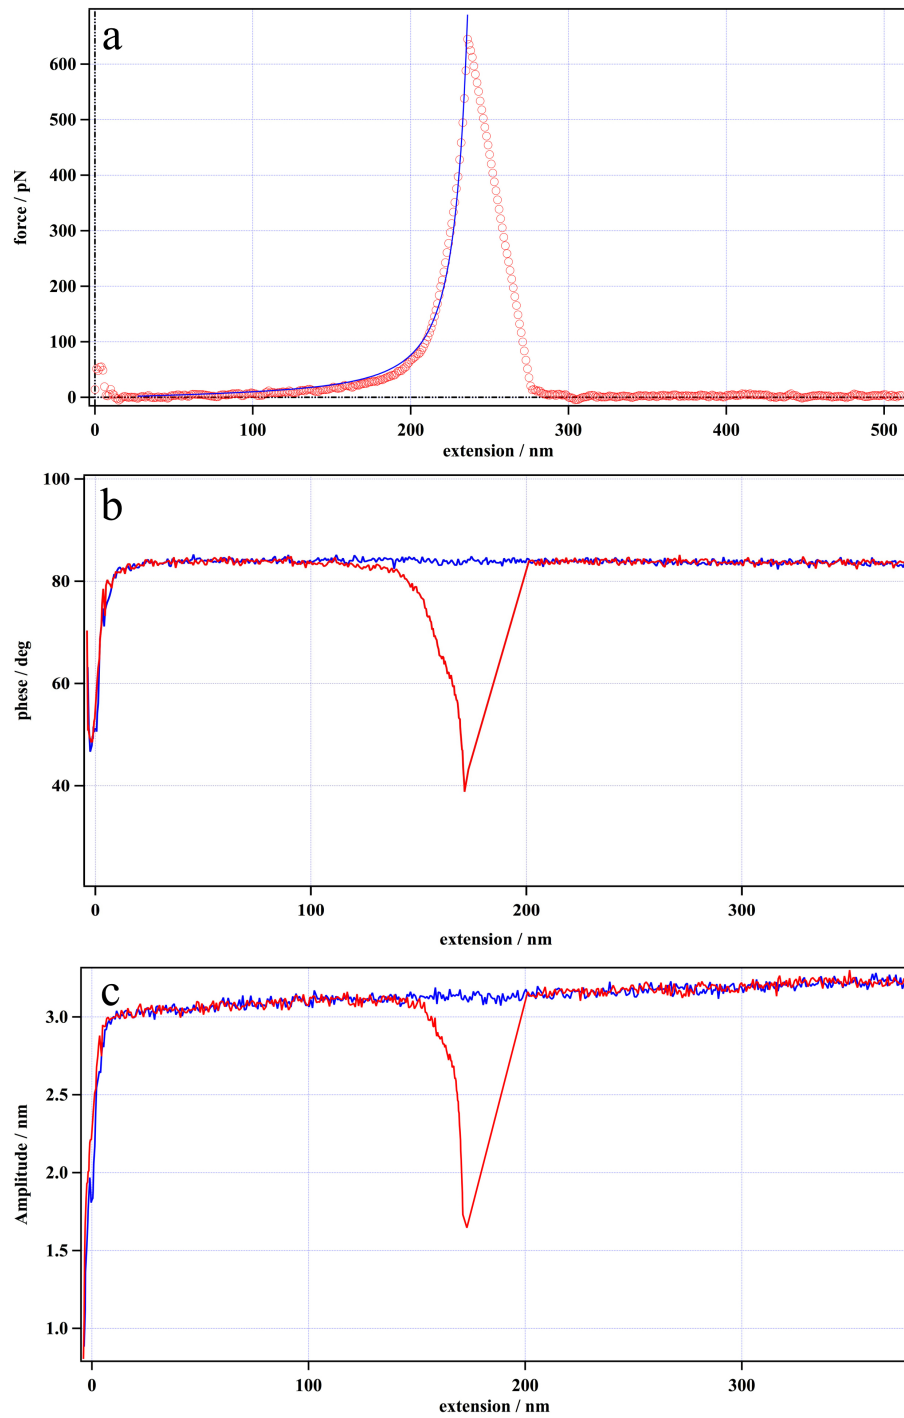 a
600
500
400
300
200
100
0
force / pN
0 100 200 300 400 500
extension / nm
b
100
80
60
40
phese / deg
0 100 200 300
extension / nm
c
3.0
2.5
2.0
1.5
1.0
Amplitude / nm
0 100 200 300
extension / nm